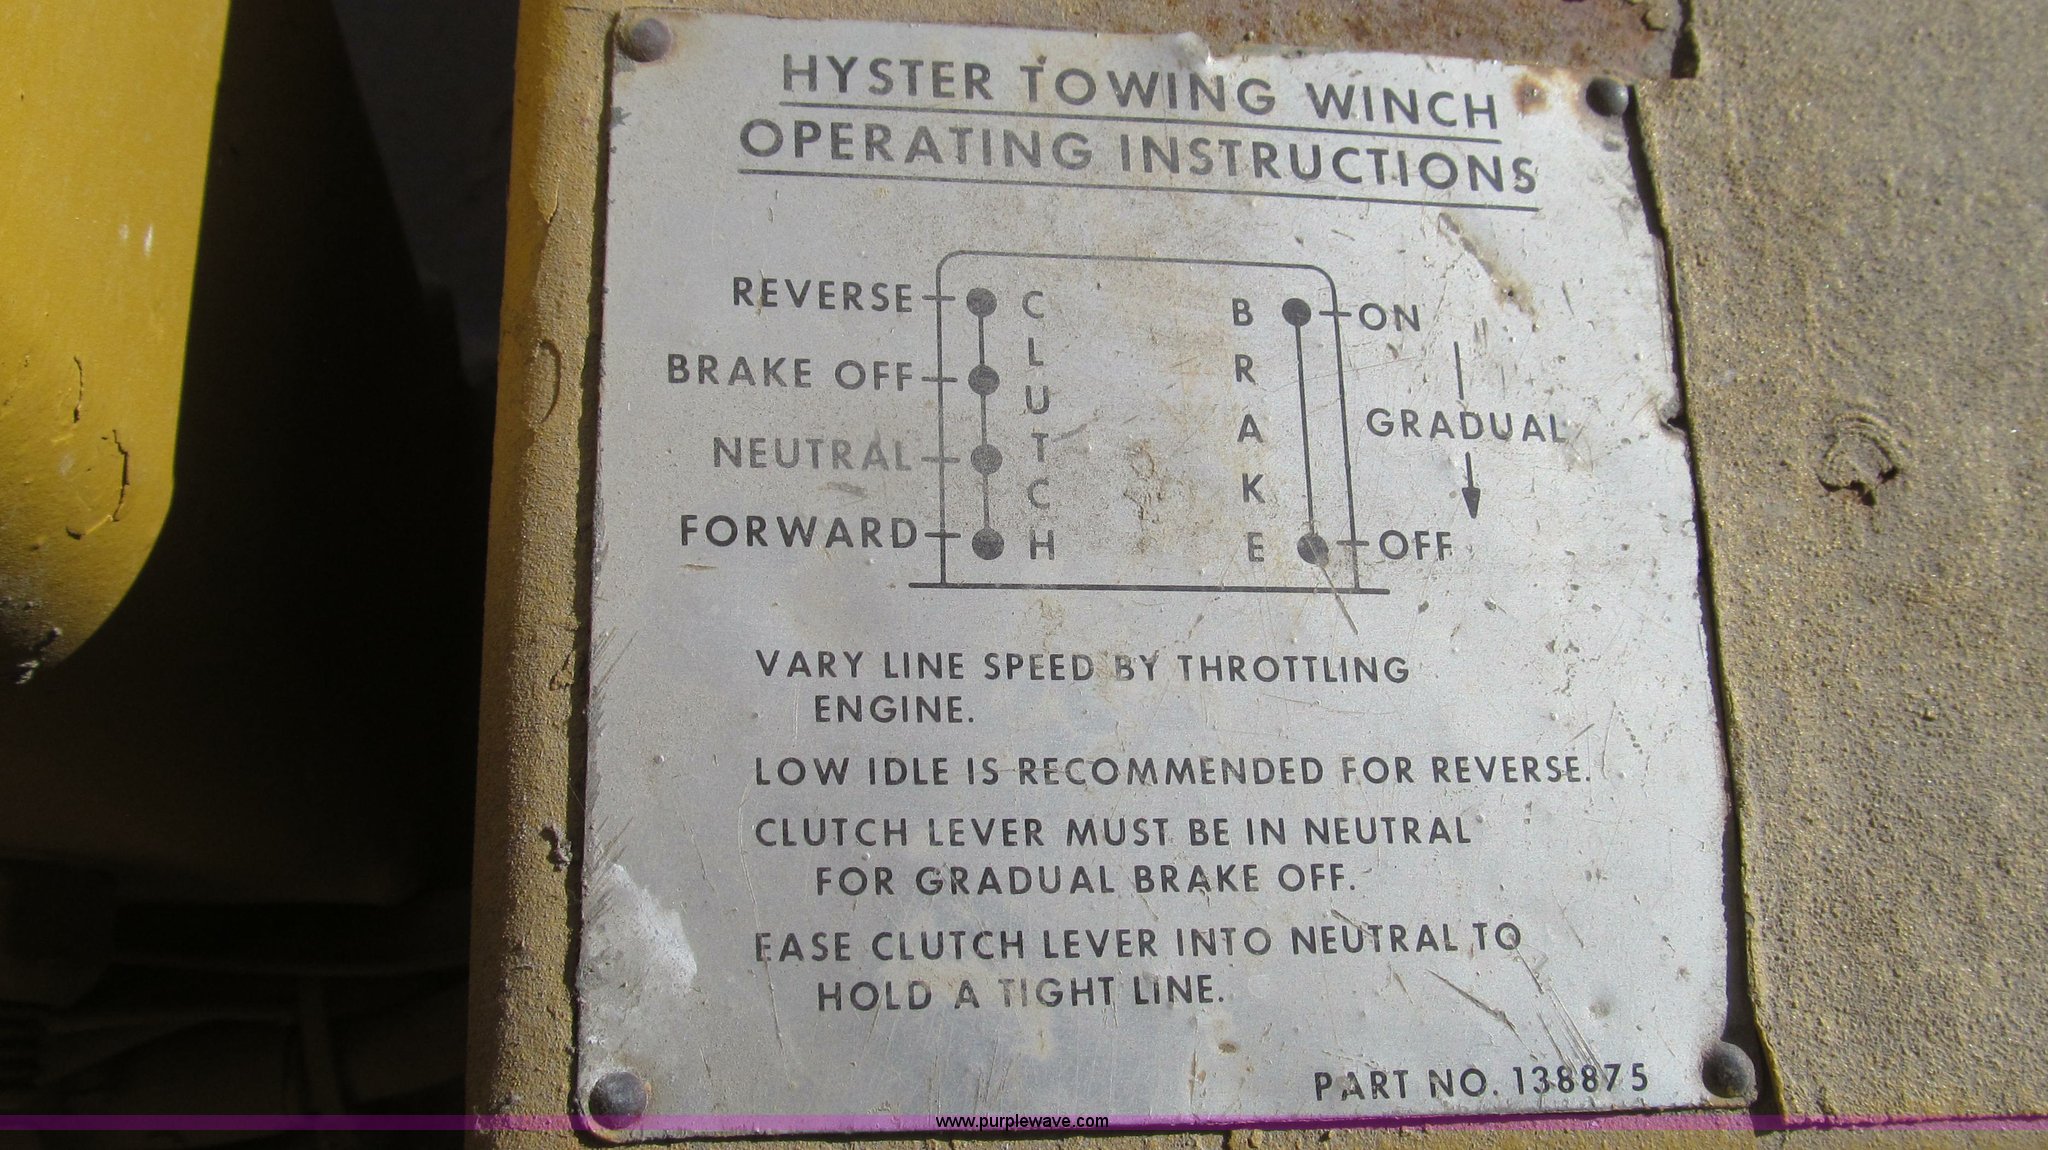 HYSTER TOWING WINCH
OPERATING INSTRUCTIONS
REVERSE
BRAKE OFF
NEUTRAL
FORWARD
CLUTCH
BRAKE
ON
GRADUAL
OFF
VARY LINE SPEED BY THROTTLING
ENGINE.
LOW IDLE IS RECOMMENDED FOR REVERSE.
CLUTCH LEVER MUST BE IN NEUTRAL
FOR GRADUAL BRAKE OFF.
EASE CLUTCH LEVER INTO NEUTRAL TO
HOLD A TIGHT LINE.
PART NO. 138875
www.purplewave.com